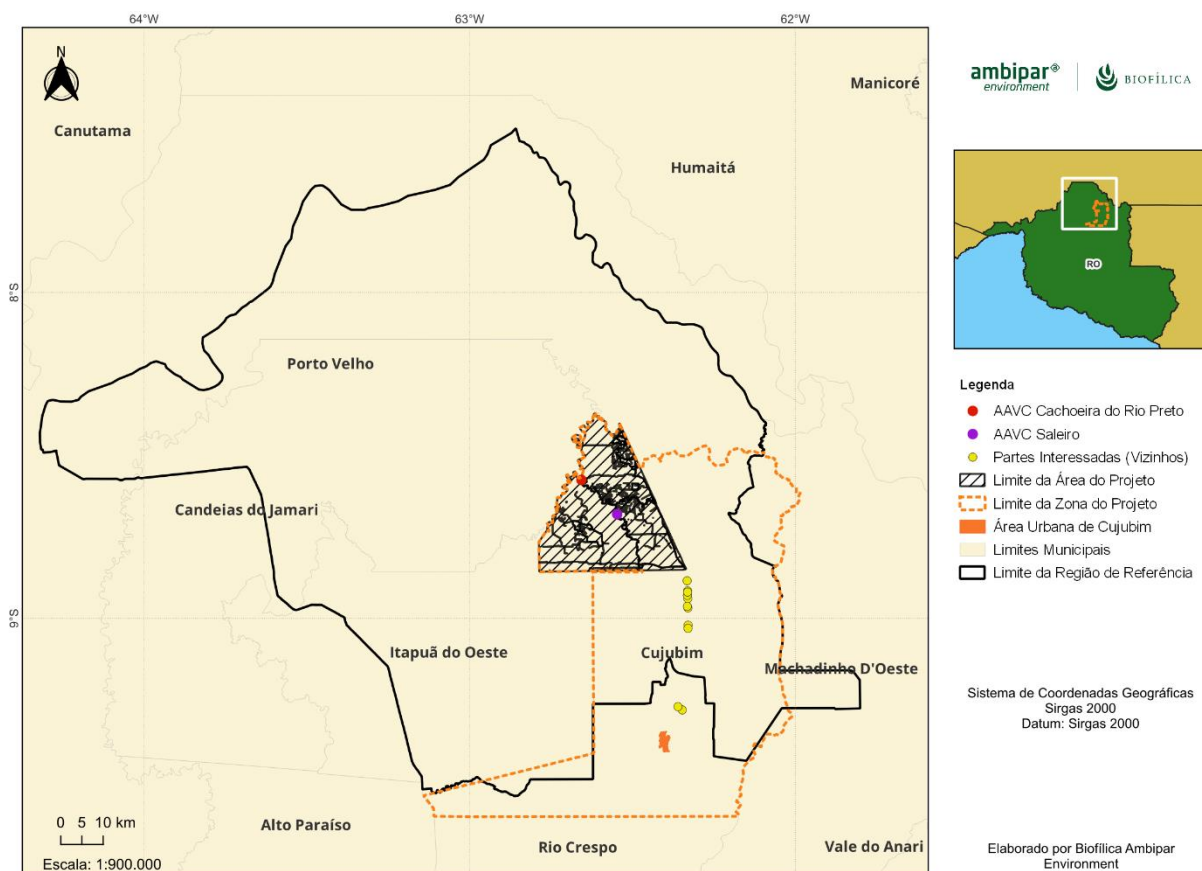 64°W
63°W
62°W
N
Manicoré
Canutama
Humaitá
8°S
Porto Velho
Candeias do Jamari
9°S
Itapuã do Oeste
Cujubim
Machadinho D'Oeste
Alto Paraíso
Rio Crespo
Vale do Anari
0 5 10 km
Escala: 1:900.000
ambipar
environment
BIOFÍLICA
RO
Legenda
AAVC Cachoeira do Rio Preto
AAVC Saleiro
Partes Interessadas (Vizinhos)
Limite da Área do Projeto
Limite da Zona do Projeto
Área Urbana de Cujubim
Limites Municipais
Limite da Região de Referência
Sistema de Coordenadas Geográficas
Sirgas 2000
Datum: Sirgas 2000
Elaborado por Biofílica Ambipar
Environment